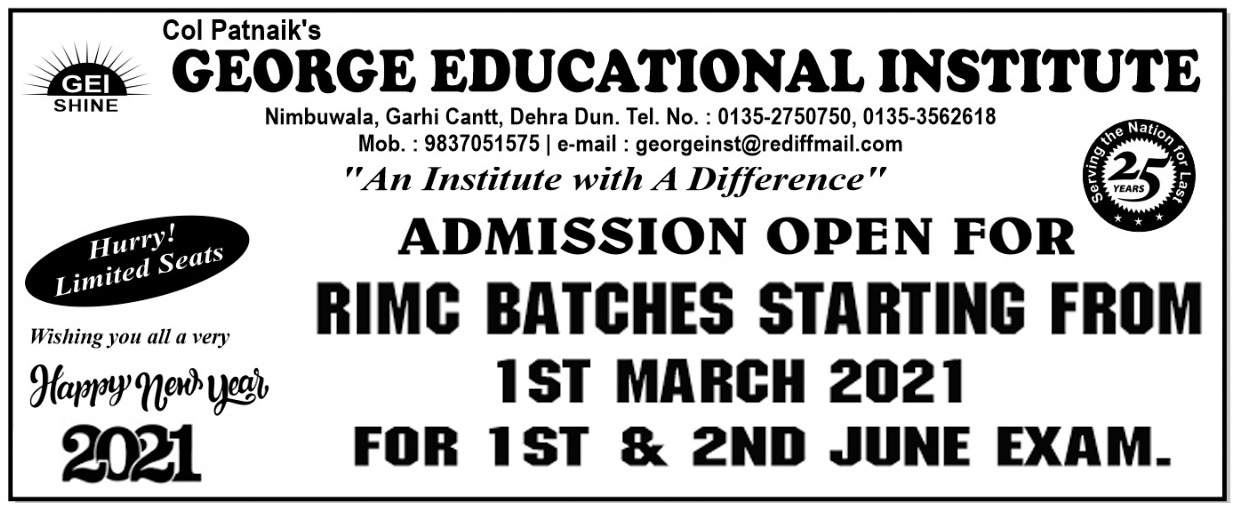 Col Patnaik's
GEORGE EDUCATIONAL INSTITUTE
GEI
SHINE
Nimbuwala, Garhi Cantt, Dehra Dun. Tel. No. : 0135-2750750, 0135-3562618
Mob. : 9837051575 | e-mail : georgeinst@rediffmail.com
"An Institute with A Difference"
Serving the Nation for Last
25
YEARS
ADMISSION OPEN FOR
RIMC BATCHES STARTING FROM
1ST MARCH 2021
FOR 1ST & 2ND JUNE EXAM.
Hurry!
Limited Seats
Wishing you all a very
Happy New Year
2021